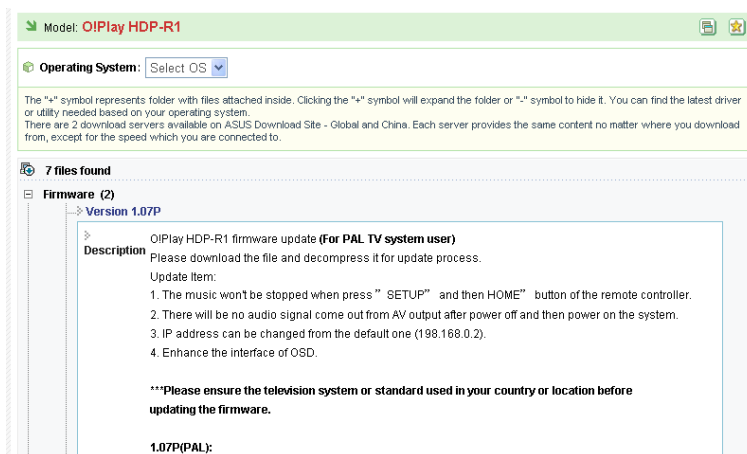 Model: O!Play HDP-R1
Operating System: Select OS
The "+" symbol represents folder with files attached inside. Clicking the "+" symbol will expand the folder or "-" symbol to hide it. You can find the latest driver
or utility needed based on your operating system.
There are 2 download servers available on ASUS Download Site - Global and China. Each server provides the same content no matter where you download
from, except for the speed which you are connected to.
7 files found
Firmware (2)
Version 1.07P
Description
O!Play HDP-R1 firmware update (For PAL TV system user)
Please download the file and decompress it for update process.
Update Item:
1. The music won't be stopped when press ” SETUP” and then HOME” button of the remote controller.
2. There will be no audio signal come out from AV output after power off and then power on the system.
3. IP address can be changed from the default one (198.168.0.2).
4. Enhance the interface of OSD.
***Please ensure the television system or standard used in your country or location before
updating the firmware.
1.07P(PAL):